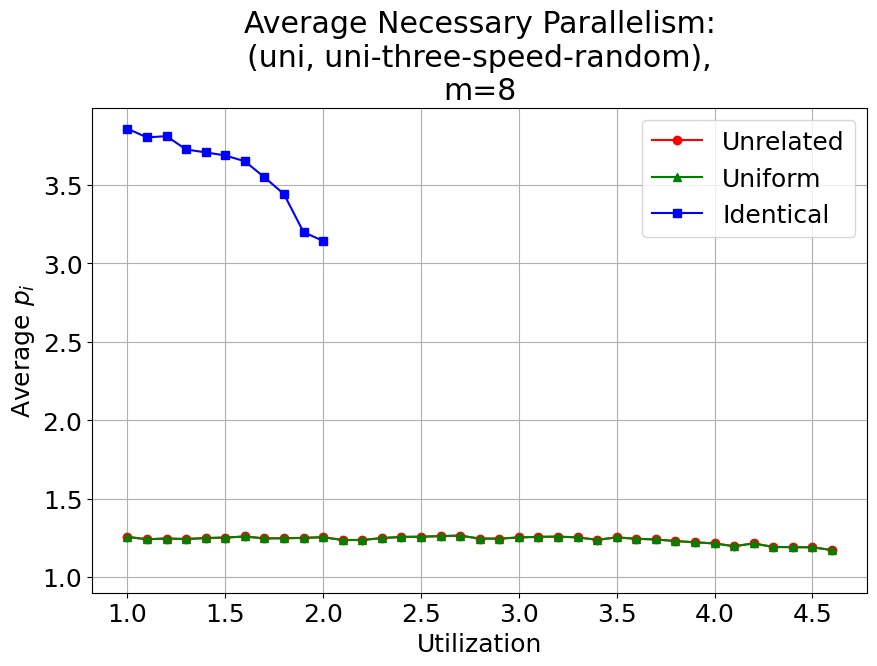 Average Necessary Parallelism:
(uni, uni-three-speed-random),
m=8
Unrelated
Uniform
Identical
3.5
3.0
2.5
2.0
1.5
1.0
Average $p_i$
1.0 1.5 2.0 2.5 3.0 3.5 4.0 4.5
Utilization